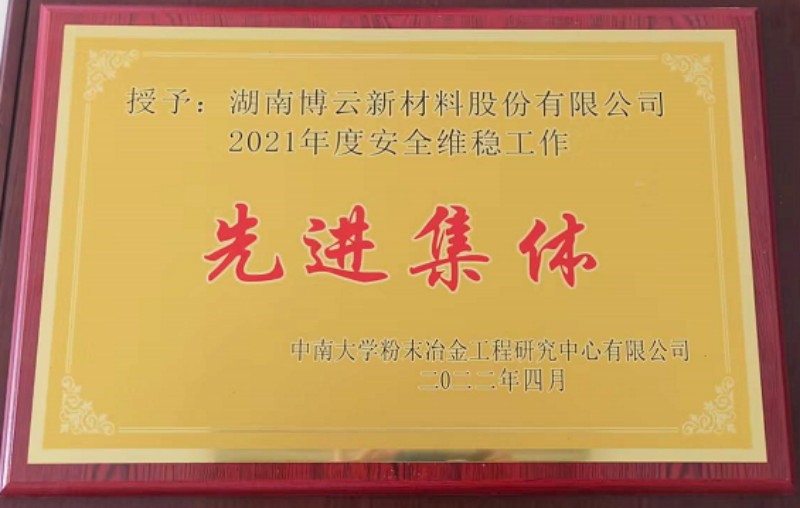 授予：湖南博云新材料股份有限公司
2021年度安全维稳工作
先进集体
中南大学粉末冶金工程研究中心有限公司
二〇二二年四月